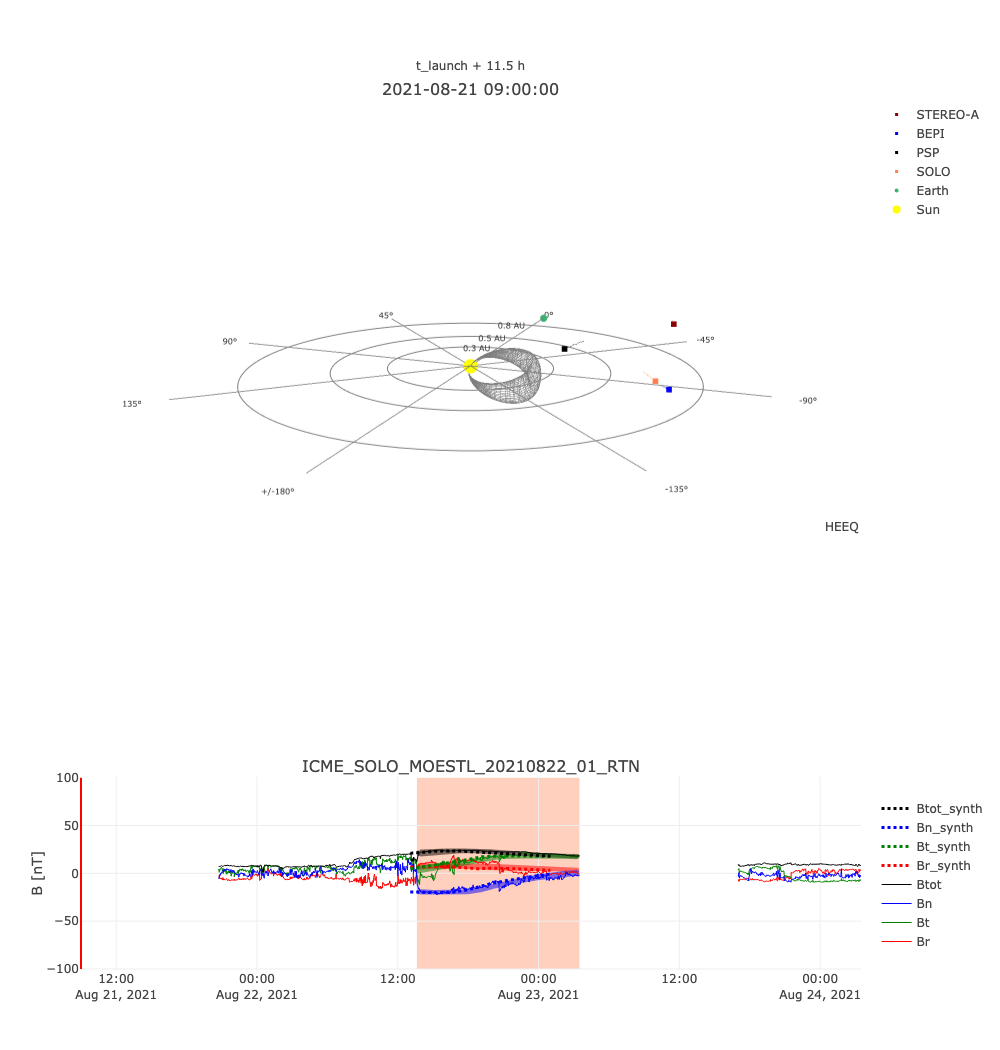 t_launch + 11.5 h
2021-08-21 09:00:00
STEREO-A
BEPI
PSP
SOLO
Earth
Sun
45°
0°
0.8 AU
90°
0.5 AU
-45°
0.3 AU
135°
-90°
+/-180°
-135°
HEEQ
ICME_SOLO_MOESTL_20210822_01_RTN
100
50
0
−50
−100
B [nT]
12:00
Aug 21, 2021
00:00
Aug 22, 2021
12:00
00:00
Aug 23, 2021
12:00
00:00
Aug 24, 2021
Btot_synth
Bn_synth
Bt_synth
Br_synth
Btot
Bn
Bt
Br